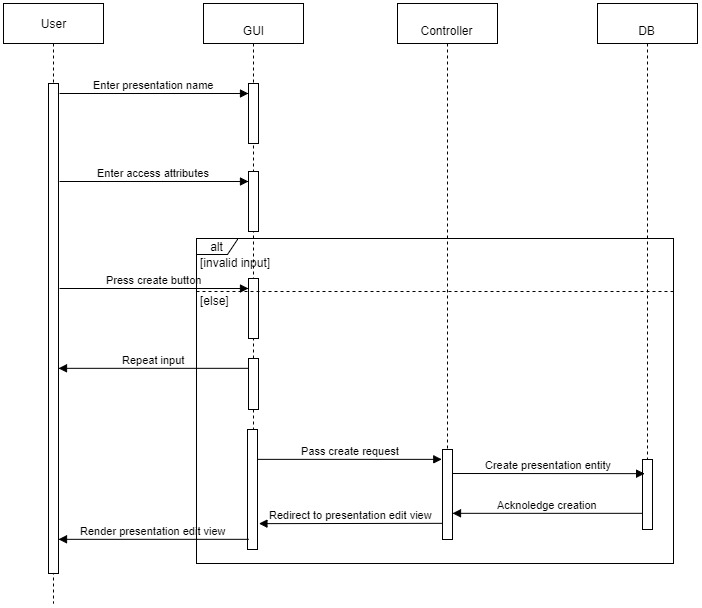 User
GUI
Controller
DB
Enter presentation name
Enter access attributes
alt
[invalid input]
Press create button
[else]
Repeat input
Pass create request
Create presentation entity
Acknoledge creation
Redirect to presentation edit view
Render presentation edit view